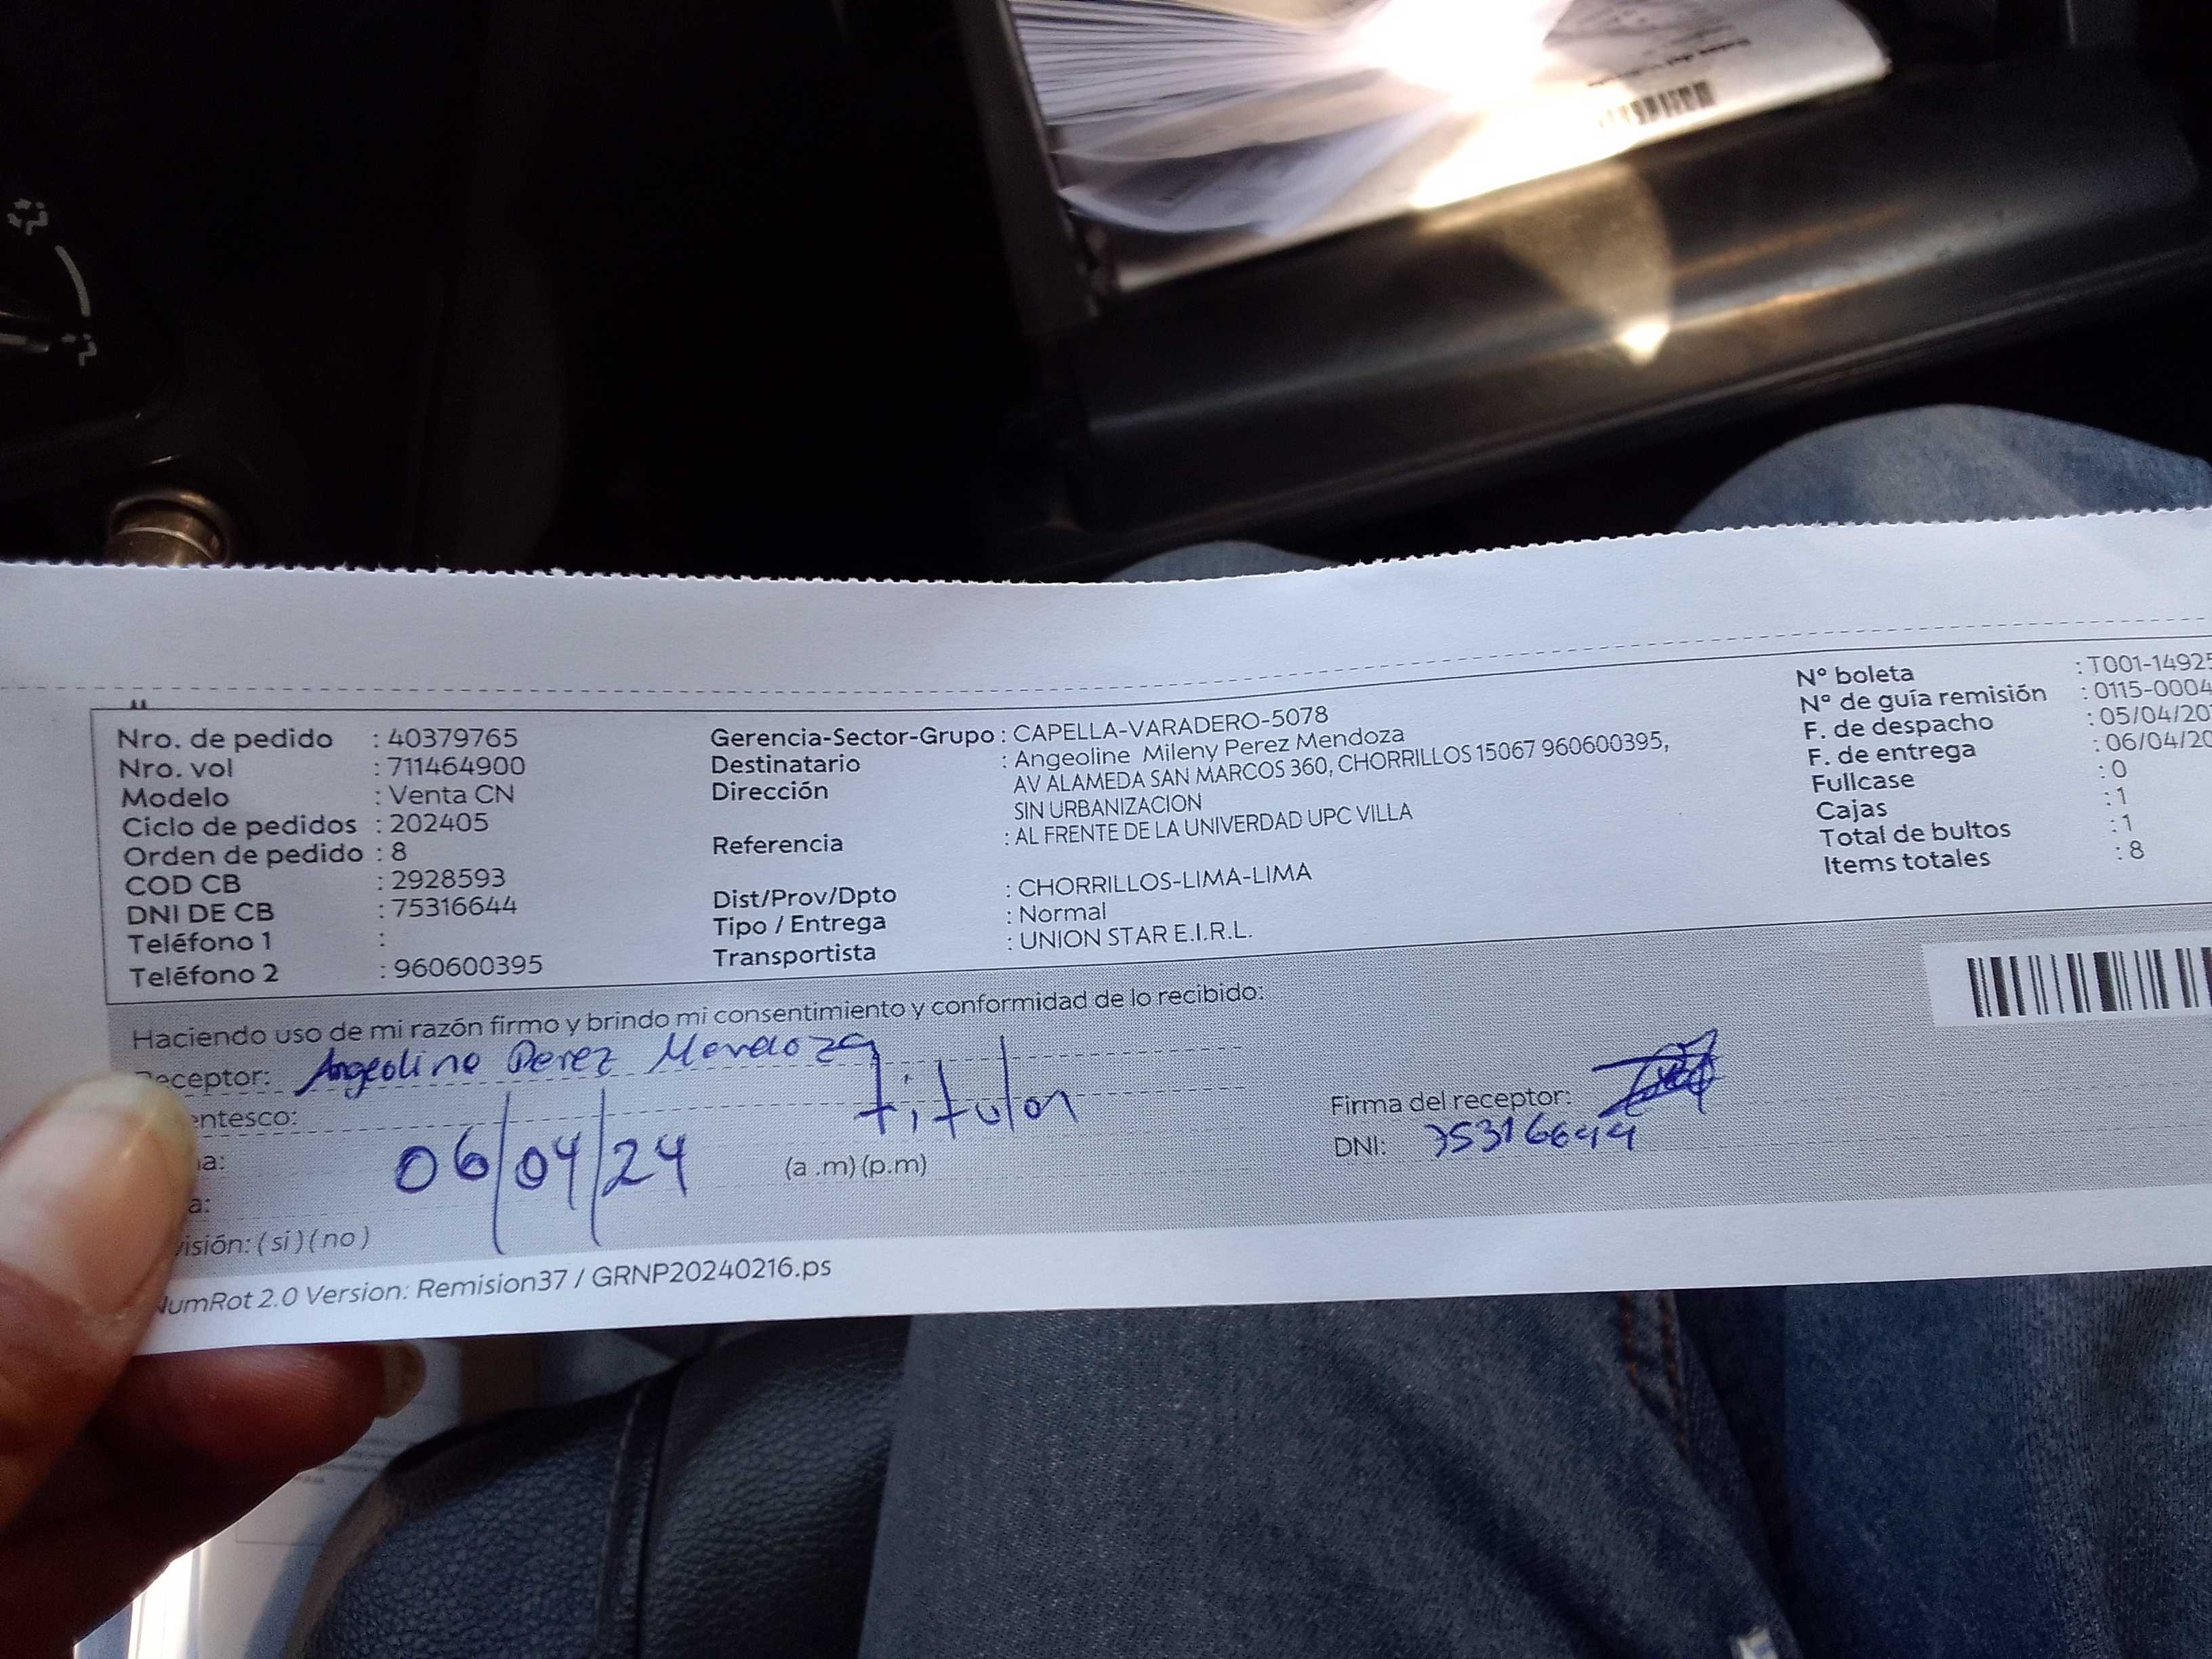 Nro. de pedido : 40379765
Nro. vol : 711464900
Modelo : Venta CN
Ciclo de pedidos : 202405
Orden de pedido : 8
COD CB : 2928593
DNI DE CB : 75316644
Teléfono 1 :
Teléfono 2 : 960600395
Gerencia-Sector-Grupo : CAPELLA-VARADERO-5078
Destinatario : Angeoline Mileny Perez Mendoza
Dirección AV ALAMEDA SAN MARCOS 360, CHORRILLOS 15067 960600395,
SIN URBANIZACION
Referencia : AL FRENTE DE LA UNIVERDAD UPC VILLA
Dist/Prov/Dpto : CHORRILLOS-LIMA-LIMA
Tipo / Entrega : Normal
Transportista : UNION STAR E.I.R.L.
N° boleta : T001-14925
N° de guía remisión : 0115-0004
F. de despacho : 05/04/20
F. de entrega : 06/04/20
Fullcase : 0
Cajas : 1
Total de bultos : 1
Items totales : 8
Haciendo uso de mi razón firmo y brindo mi consentimiento y conformidad de lo recibido:
eceptor: Angeoline Perez Mendoza
entesco: titular
a: 06/04/24
a: (a .m) (p.m)
isión: (si) (no)
Firma del receptor:
DNI: 75316644
NumRot 2.0 Version: Remision37 / GRNP20240216.ps